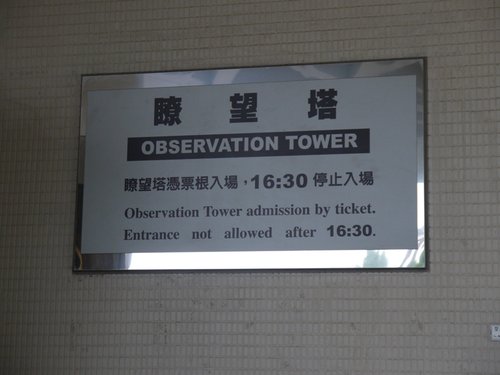 瞭望塔
OBSERVATION TOWER
瞭望塔憑票根入場，16:30 停止入場
Observation Tower admission by ticket.
Entrance not allowed after 16:30.